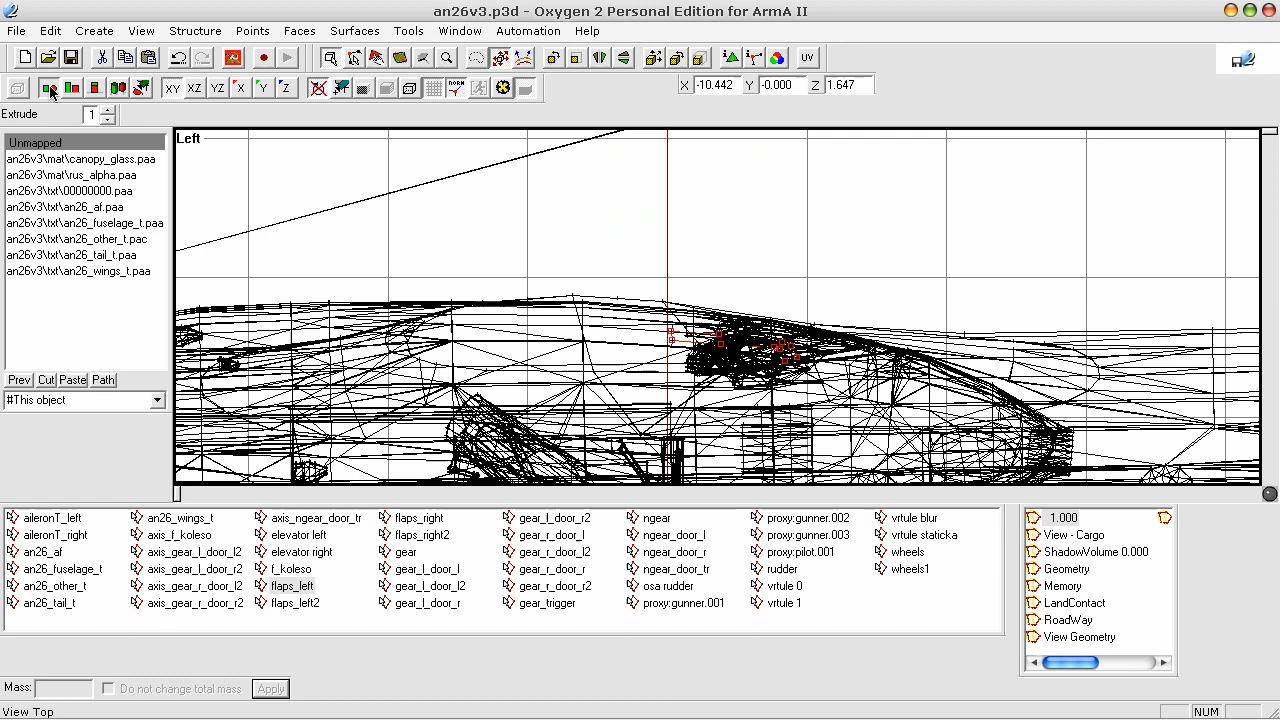 an26v3.p3d - Oxygen 2 Personal Edition for ArmA II
File Edit Create View Structure Points Faces Surfaces Tools Window Automation Help
UV
XY XZ YZ X Y Z NORM X -10.442 Y -0.000 Z 1.647
Extrude 1
Unmapped
an26v3\mat\canopy_glass.paa
an26v3\mat\rus_alpha.paa
an26v3\txt\00000000.paa
an26v3\txt\an26_af.paa
an26v3\txt\an26_fuselage_t.paa
an26v3\txt\an26_other_t.pac
an26v3\txt\an26_tail_t.paa
an26v3\txt\an26_wings_t.paa
Prev Cut Paste Path
#This object
Left
aileronT_left an26_wings_t axis_ngear_door_tr flaps_right gear_l_door_r2 ngear proxy:gunner.002 vrtule blur
aileronT_right axis_f_koleso elevator left flaps_right2 gear_r_door_l ngear_door_l proxy:gunner.003 vrtule staticka
an26_af axis_gear_l_door_l2 elevator right gear gear_r_door_l2 ngear_door_r proxy:pilot.001 wheels
an26_fuselage_t axis_gear_l_door_r2 f_koleso gear_l_door_l gear_r_door_r ngear_door_tr rudder wheels1
an26_other_t axis_gear_r_door_l2 flaps_left gear_l_door_l2 gear_r_door_r2 osa rudder vrtule 0
an26_tail_t axis_gear_r_door_r2 flaps_left2 gear_l_door_r gear_trigger proxy:gunner.001 vrtule 1
1.000
View - Cargo
ShadowVolume 0.000
Geometry
Memory
LandContact
RoadWay
View Geometry
Mass: Do not change total mass Apply
View Top NUM